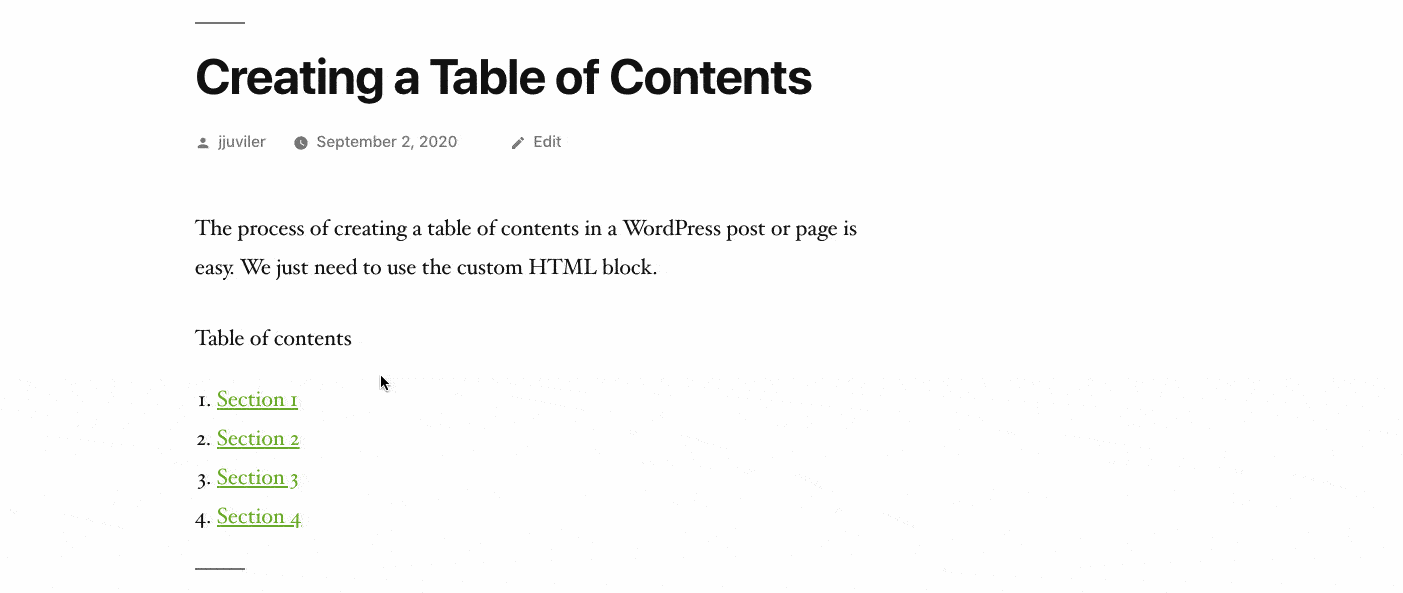 Creating a Table of Contents
jjuviler September 2, 2020 Edit
The process of creating a table of contents in a WordPress post or page is
easy. We just need to use the custom HTML block.
Table of contents
1. Section 1
2. Section 2
3. Section 3
4. Section 4